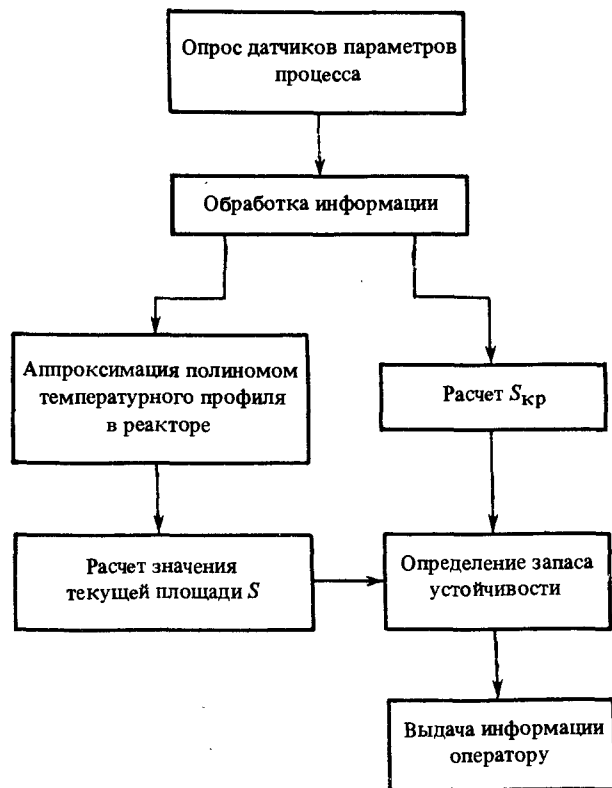 Опрос датчиков параметров
процесса
Обработка информации
Аппроксимация полиномом
температурного профиля
в реакторе
Расчет Sкр
Расчет значения
текущей площади S
Определение запаса
устойчивости
Выдача информации
оператору